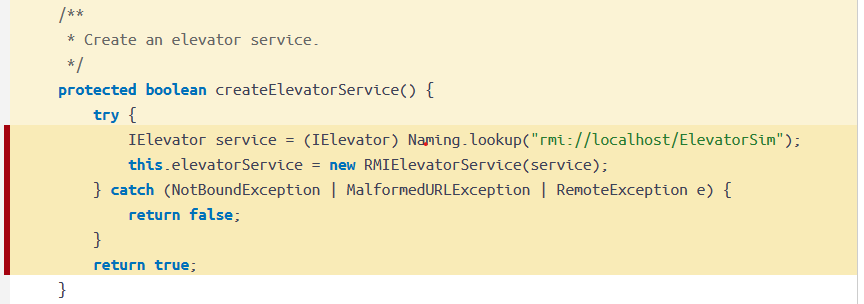 /**
 * Create an elevator service.
 */
protected boolean createElevatorService() {
    try {
        IElevator service = (IElevator) Naming.lookup("rmi://localhost/ElevatorSim");
        this.elevatorService = new RMIElevatorService(service);
    } catch (NotBoundException | MalformedURLException | RemoteException e) {
        return false;
    }
    return true;
}